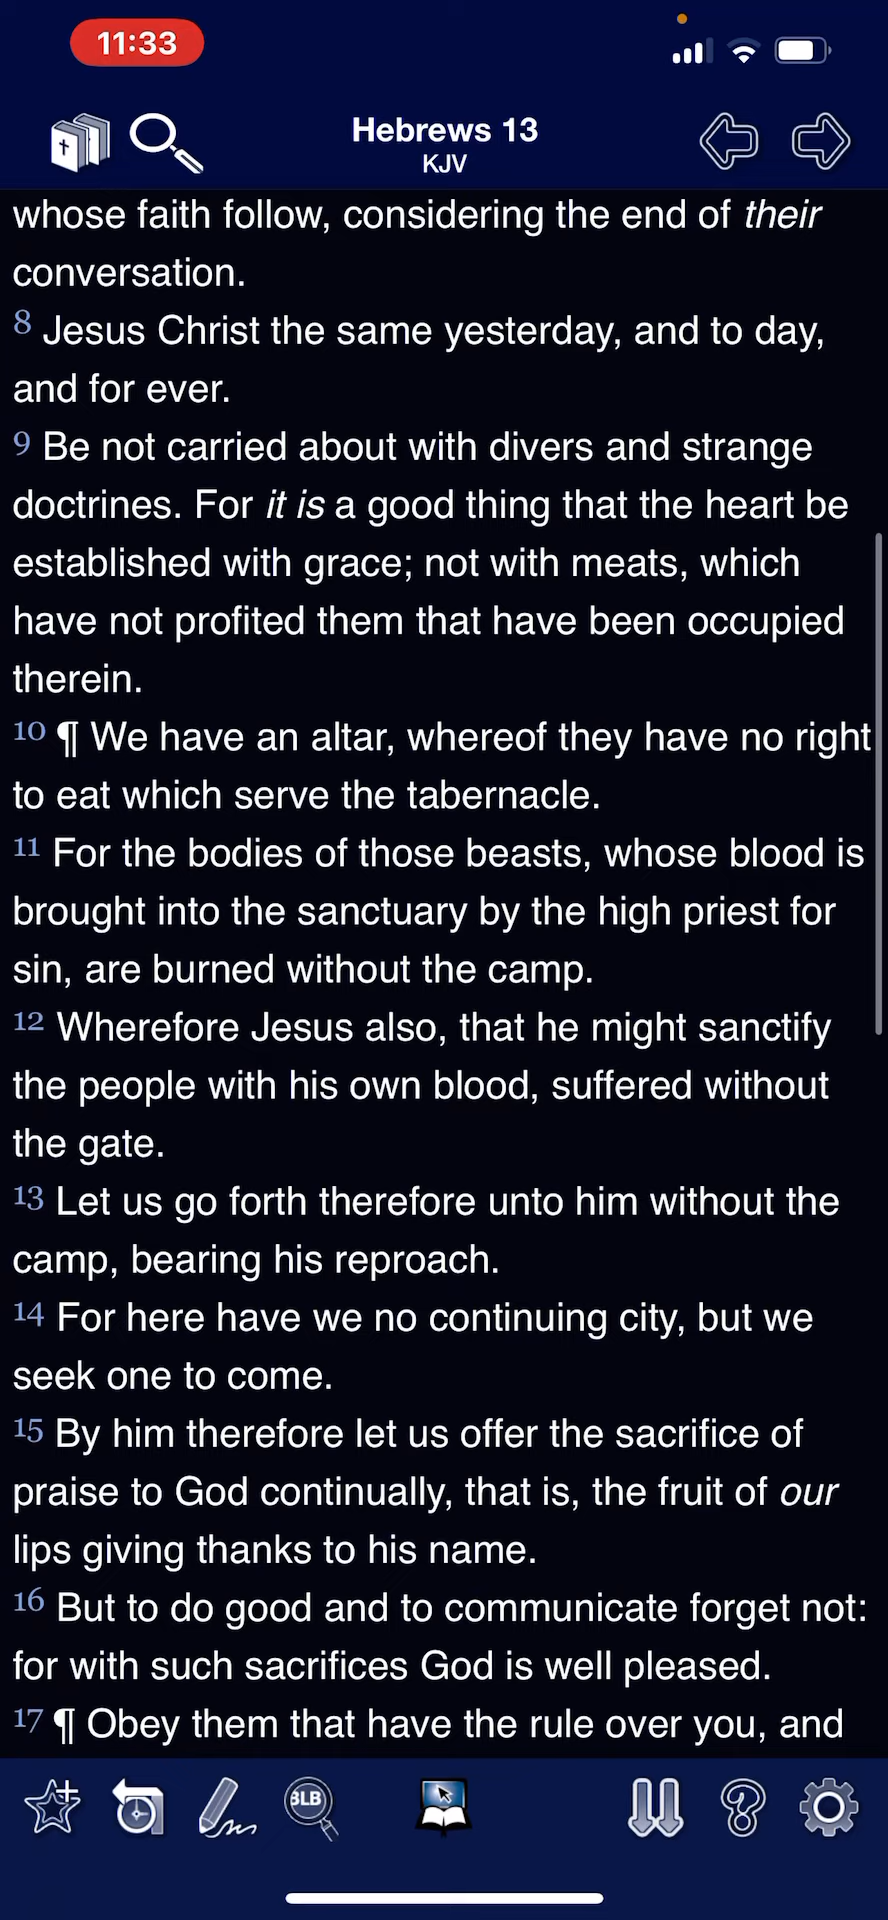 11:33
Hebrews 13
KJV
whose faith follow, considering the end of their
conversation.
8 Jesus Christ the same yesterday, and to day,
and for ever.
9 Be not carried about with divers and strange
doctrines. For it is a good thing that the heart be
established with grace; not with meats, which
have not profited them that have been occupied
therein.
10 ¶ We have an altar, whereof they have no right
to eat which serve the tabernacle.
11 For the bodies of those beasts, whose blood is
brought into the sanctuary by the high priest for
sin, are burned without the camp.
12 Wherefore Jesus also, that he might sanctify
the people with his own blood, suffered without
the gate.
13 Let us go forth therefore unto him without the
camp, bearing his reproach.
14 For here have we no continuing city, but we
seek one to come.
15 By him therefore let us offer the sacrifice of
praise to God continually, that is, the fruit of our
lips giving thanks to his name.
16 But to do good and to communicate forget not:
for with such sacrifices God is well pleased.
17 ¶ Obey them that have the rule over you, and
BLB